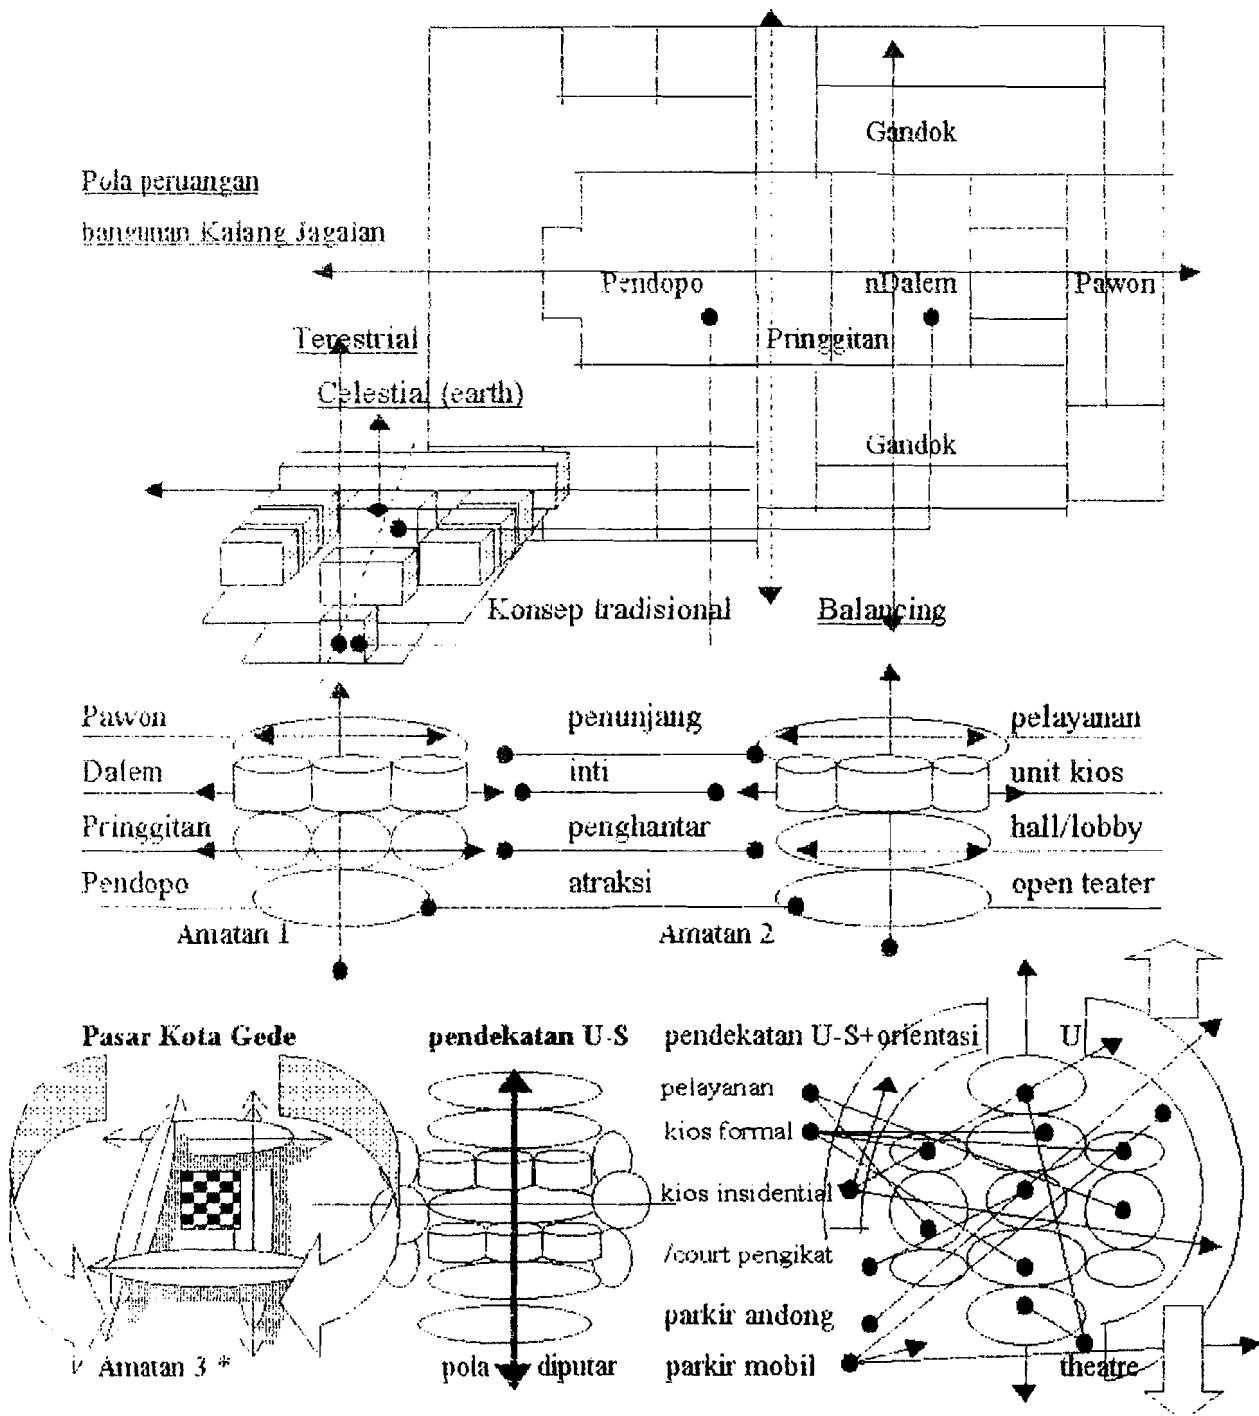 Gandok
Pola peruangan
bangunan Kalang Jagalan
Pendopo nDalem Pawon
Terestrial
Pringgitan
Celestial (earth)
Gandok
Konsep tradisional Balancing
Pawon penunjang pelayanan
Dalem inti unit kios
Pringgitan penghantar hall/lobby
Pendopo atraksi open teater
Amatan 1 Amatan 2
Pasar Kota Gede pendekatan U-S pendekatan U-S+orientasi U
pelayanan
kios formal
kios insidential
/court pengikat
parkir andong
Amatan 3 * pola diputar parkir mobil theatre